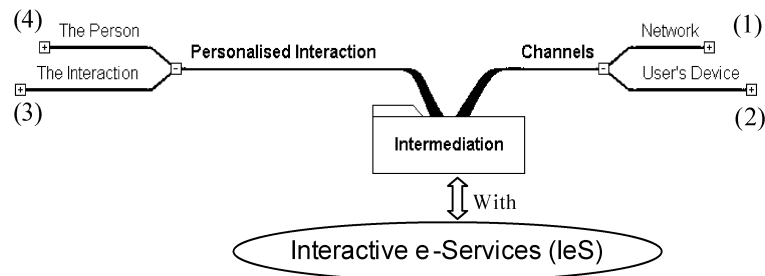 (4)
The Person
Personalised Interaction
The Interaction
(3)
Channels
Network
(1)
User's Device
(2)
Intermediation
With
Interactive e-Services (IeS)